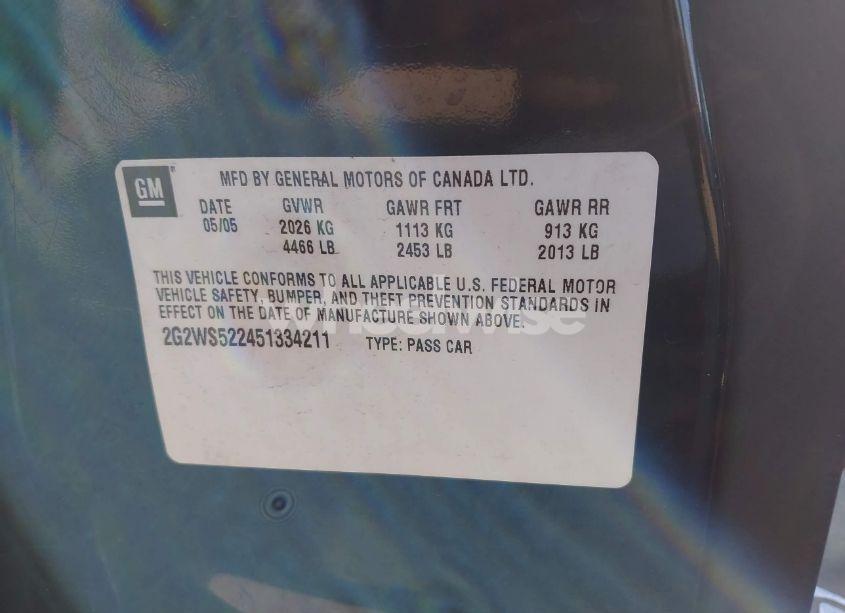 GM
MFD BY GENERAL MOTORS OF CANADA LTD.
DATE GVWR GAWR FRT GAWR RR
05/05 2026 KG 1113 KG 913 KG
4466 LB 2453 LB 2013 LB
THIS VEHICLE CONFORMS TO ALL APPLICABLE U.S. FEDERAL MOTOR
VEHICLE SAFETY, BUMPER, AND THEFT PREVENTION STANDARDS IN
EFFECT ON THE DATE OF MANUFACTURE SHOWN ABOVE.
2G2WS522451334211 TYPE: PASS CAR